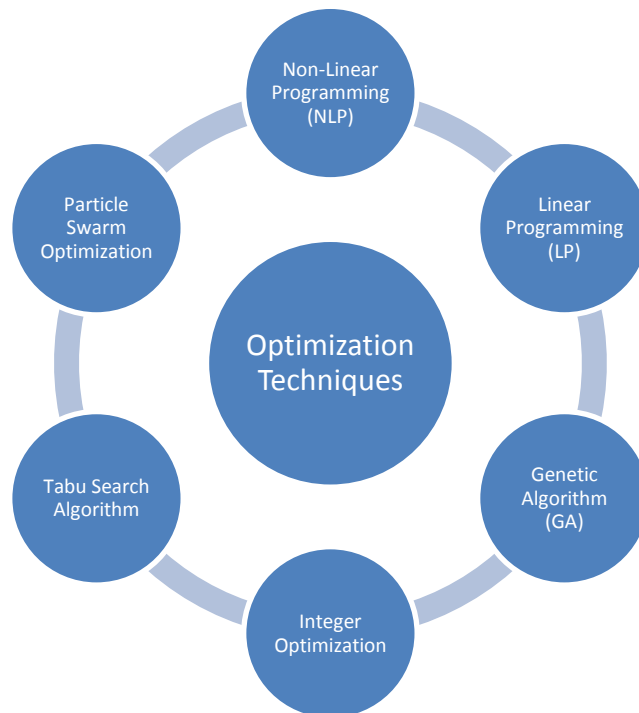 Non-Linear
Programming
(NLP)
Linear
Programming
(LP)
Genetic
Algorithm
(GA)
Integer
Optimization
Tabu Search
Algorithm
Particle
Swarm
Optimization
Optimization
Techniques